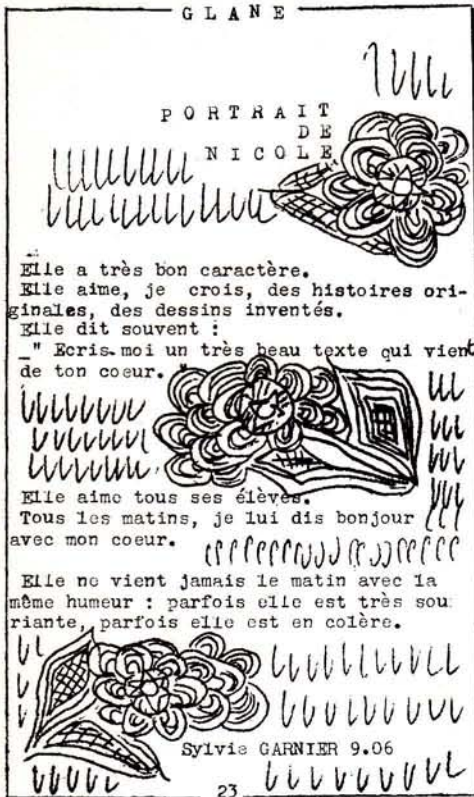 GLANE
PORTRAIT
DE
NICOLE
Elle a très bon caractère.
Elle aime, je crois, des histoires ori-
ginales, des dessins inventés.
Elle dit souvent :
_" Ecris-moi un très beau texte qui vient
de ton coeur. "
Elle aime tous ses élèves.
Tous les matins, je lui dis bonjour
avec mon coeur.
Elle ne vient jamais le matin avec la
même humeur : parfois elle est très sou
riante, parfois elle est en colère.
Sylvie GARNIER 9.06
23